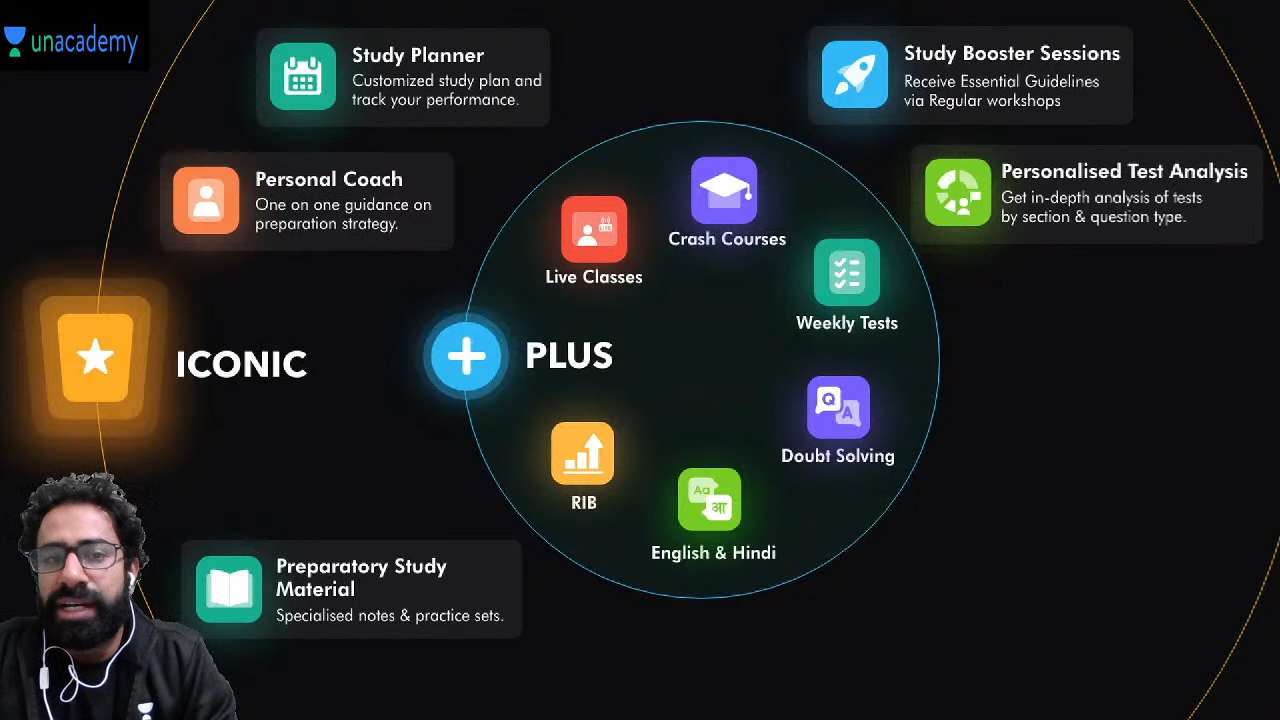 unacademy
Study Planner
Customized study plan and
track your performance.
Study Booster Sessions
Receive Essential Guidelines
via Regular workshops
Personal Coach
One on one guidance on
preparation strategy.
Personalised Test Analysis
Get in-depth analysis of tests
by section & question type.
Crash Courses
Live Classes
Weekly Tests
ICONIC
PLUS
Q
A
Doubt Solving
RIB
Aa
आ
English & Hindi
Preparatory Study
Material
Specialised notes & practice sets.